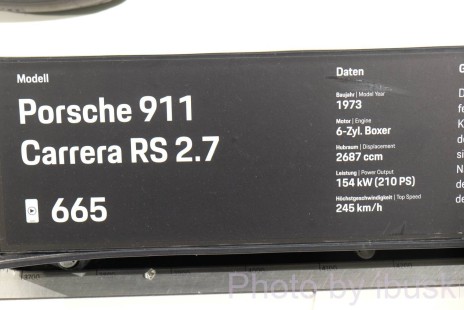 Modell
Porsche 911
Carrera RS 2.7
665
Daten
Baujahr | Model Year
1973
Motor | Engine
6-Zyl. Boxer
Hubraum | Displacement
2687 ccm
Leistung | Power Output
154 kW (210 PS)
Höchstgeschwindigkeit | Top Speed
245 km/h
Photo by ibuski